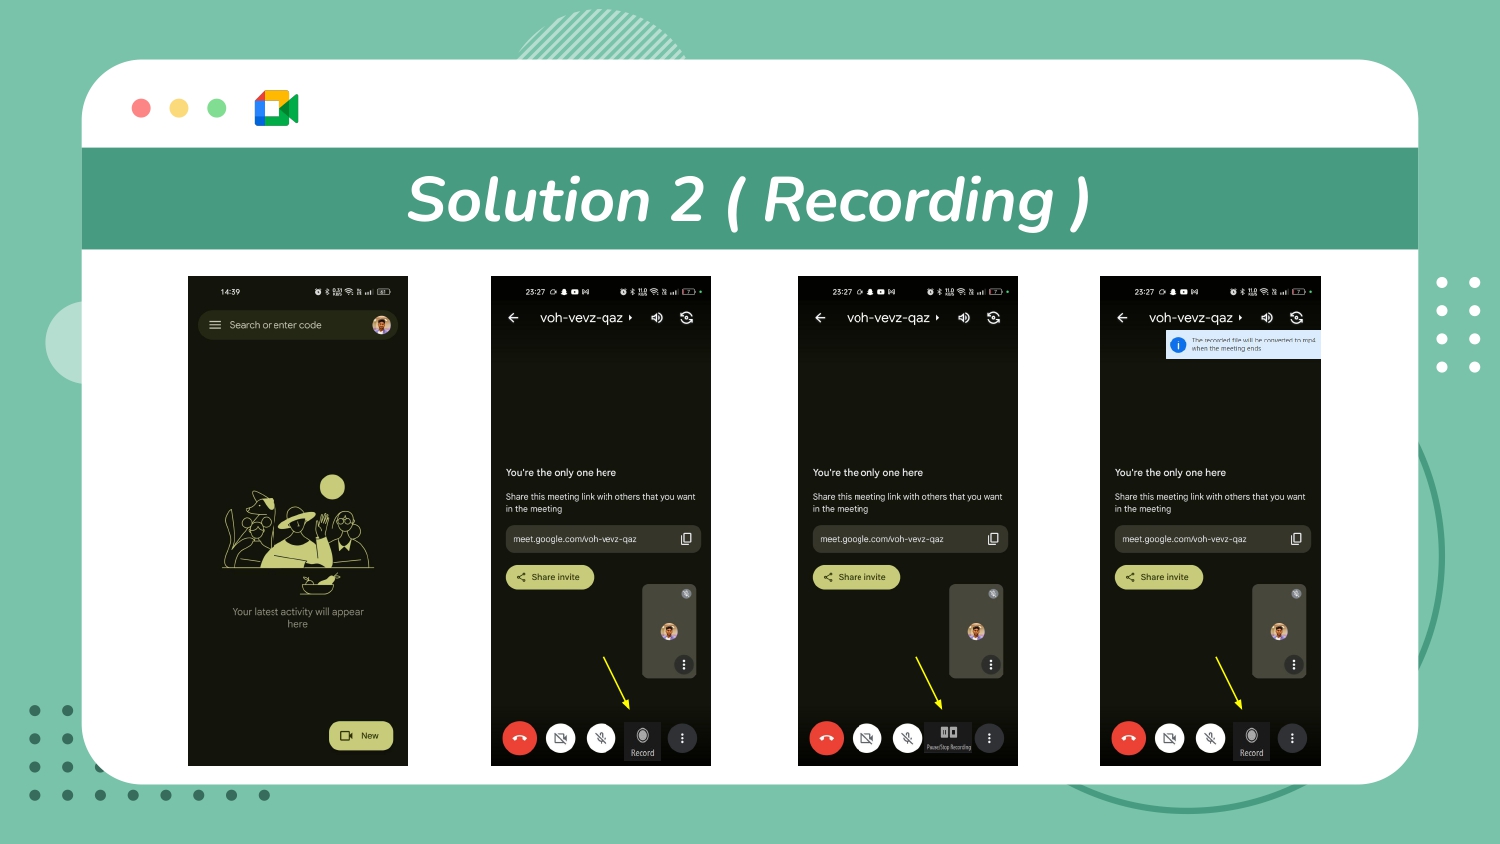 Solution 2 ( Recording )
14:39
Search or enter code
Your latest activity will appear
here
New
23:27
voh-vevz-qaz
You're the only one here
Share this meeting link with others that you want
in the meeting
meet.google.com/voh-vevz-qaz
Share invite
Record
23:27
voh-vevz-qaz
You're the only one here
Share this meeting link with others that you want
in the meeting
meet.google.com/voh-vevz-qaz
Share invite
Pause/Stop Recording
23:27
voh-vevz-qaz
The recorded file will be converted to mp4
when the meeting ends
You're the only one here
Share this meeting link with others that you want
in the meeting
meet.google.com/voh-vevz-qaz
Share invite
Record